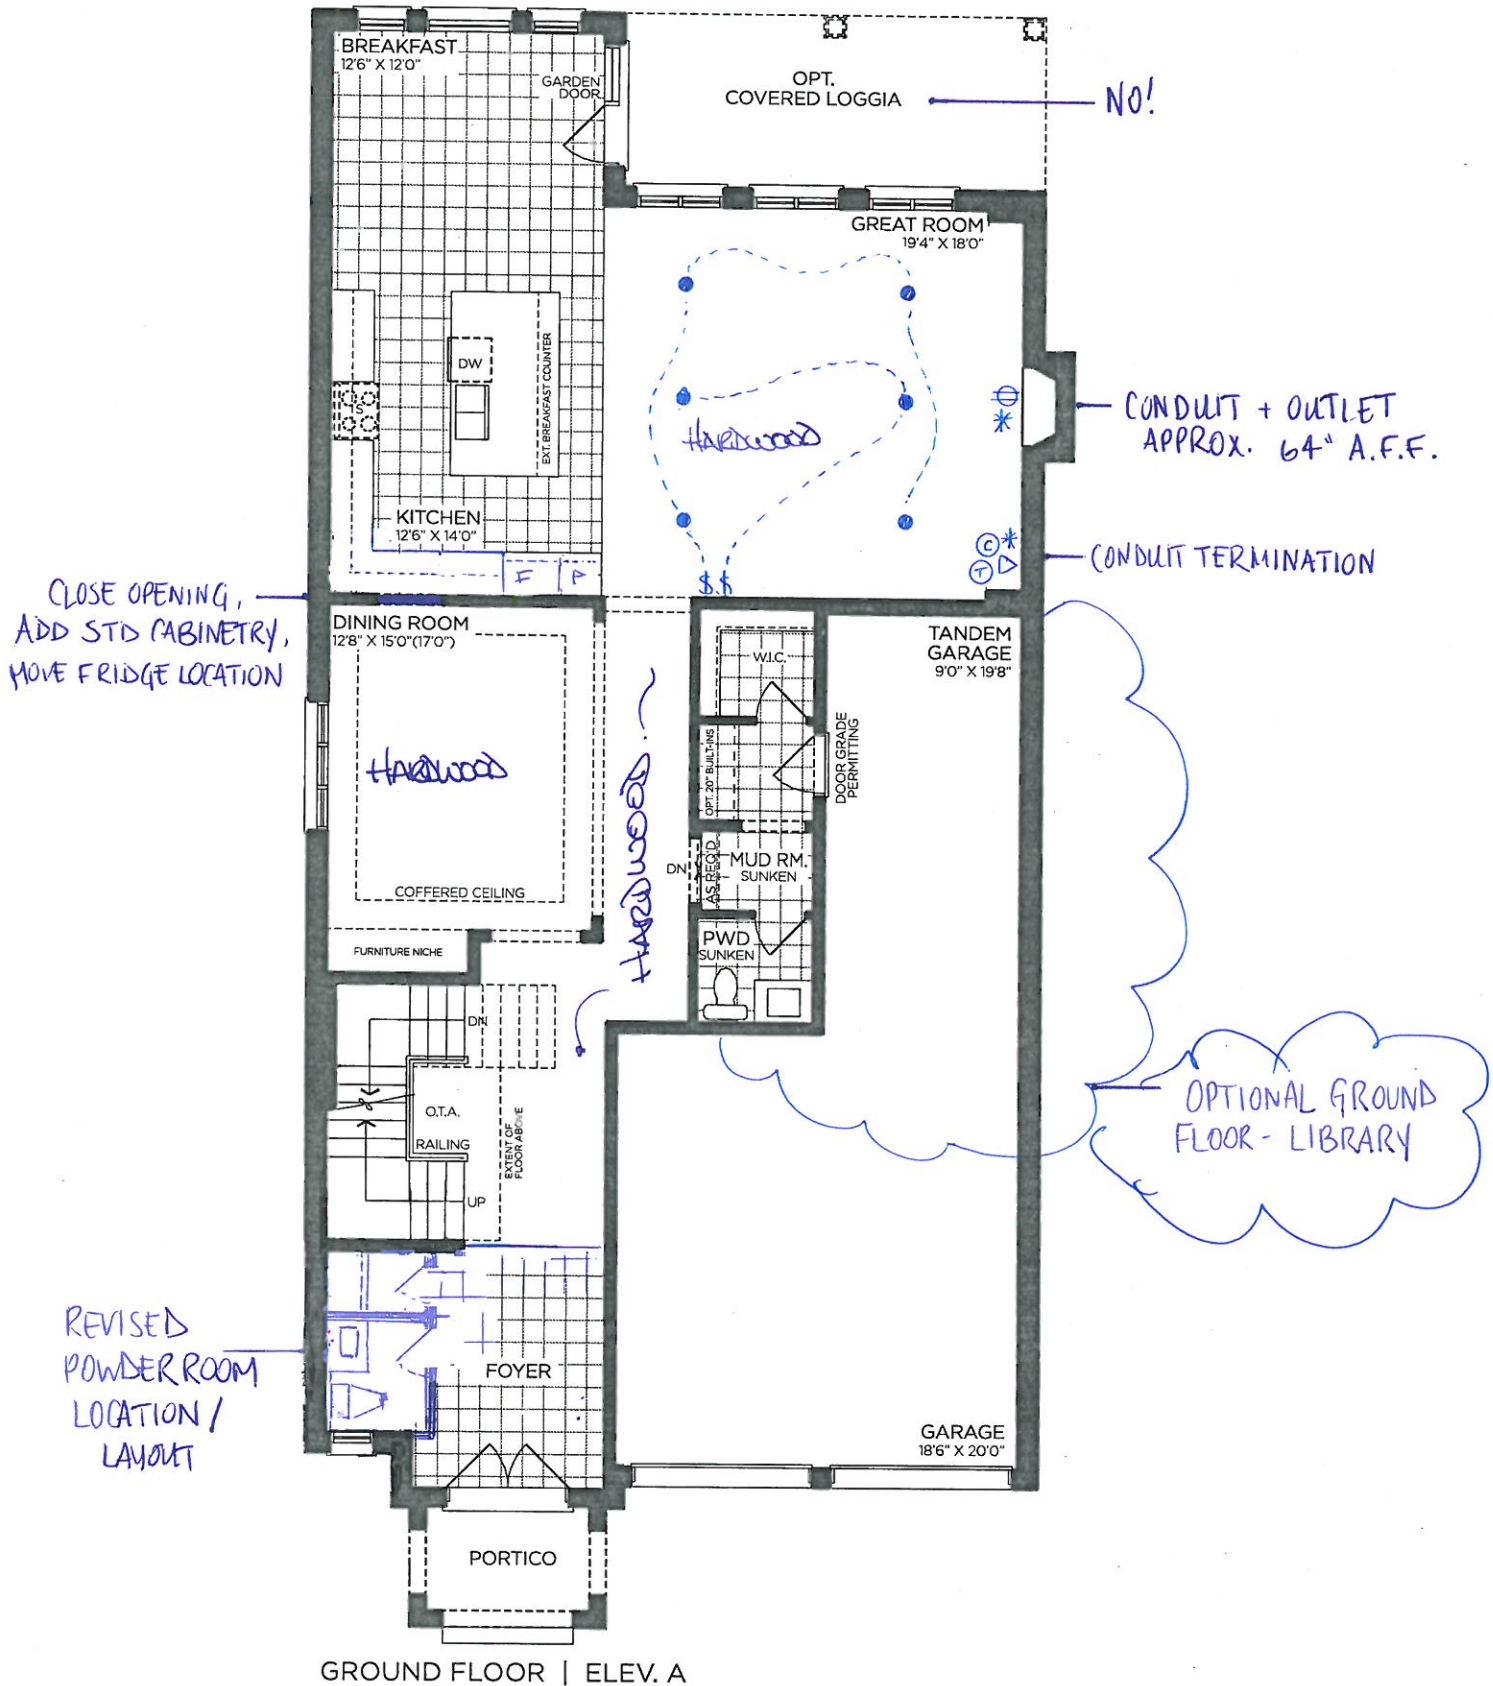 BREAKFAST
12'6" X 12'0"
GARDEN
DOOR
OPT.
COVERED LOGGIA
NO!
GREAT ROOM
19'4" X 18'0"
DW
S
EXT. BREAKFAST COUNTER
HARDWOOD
CONDUIT + OUTLET
APPROX. 64" A.F.F.
KITCHEN
12'6" X 14'0"
F
P
$ $
C
T
CONDUIT TERMINATION
CLOSE OPENING,
ADD STD CABINETRY,
MOVE FRIDGE LOCATION
DINING ROOM
12'8" X 15'0"(17'0")
W.I.C.
TANDEM
GARAGE
9'0" X 19'8"
HARDWOOD
HARDWOOD
OPT. 20" BUILT-INS
DOOR GRADE
PERMITTING
DN
AS REQ'D
MUD RM.
SUNKEN
COFFERED CEILING
FURNITURE NICHE
PWD
SUNKEN
DN
O.T.A.
RAILING
EXTENT OF
FLOOR ABOVE
UP
OPTIONAL GROUND
FLOOR - LIBRARY
REVISED
POWDER ROOM
LOCATION /
LAYOUT
FOYER
GARAGE
18'6" X 20'0"
PORTICO
GROUND FLOOR | ELEV. A